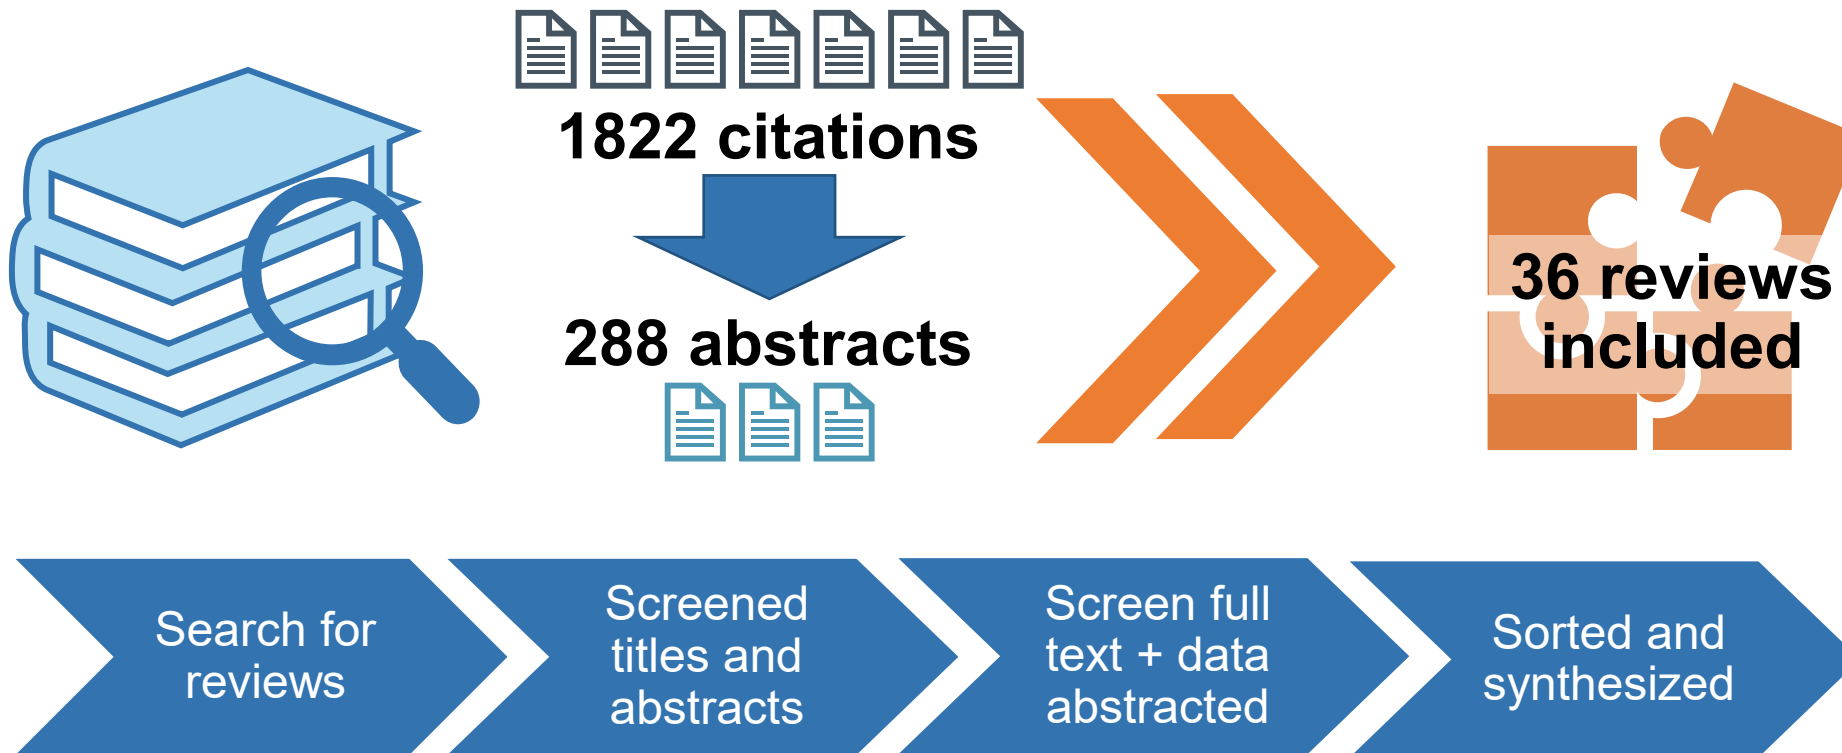 1822 citations
288 abstracts
36 reviews
included
Search for
reviews
Screened
titles and
abstracts
Screen full
text + data
abstracted
Sorted and
synthesized